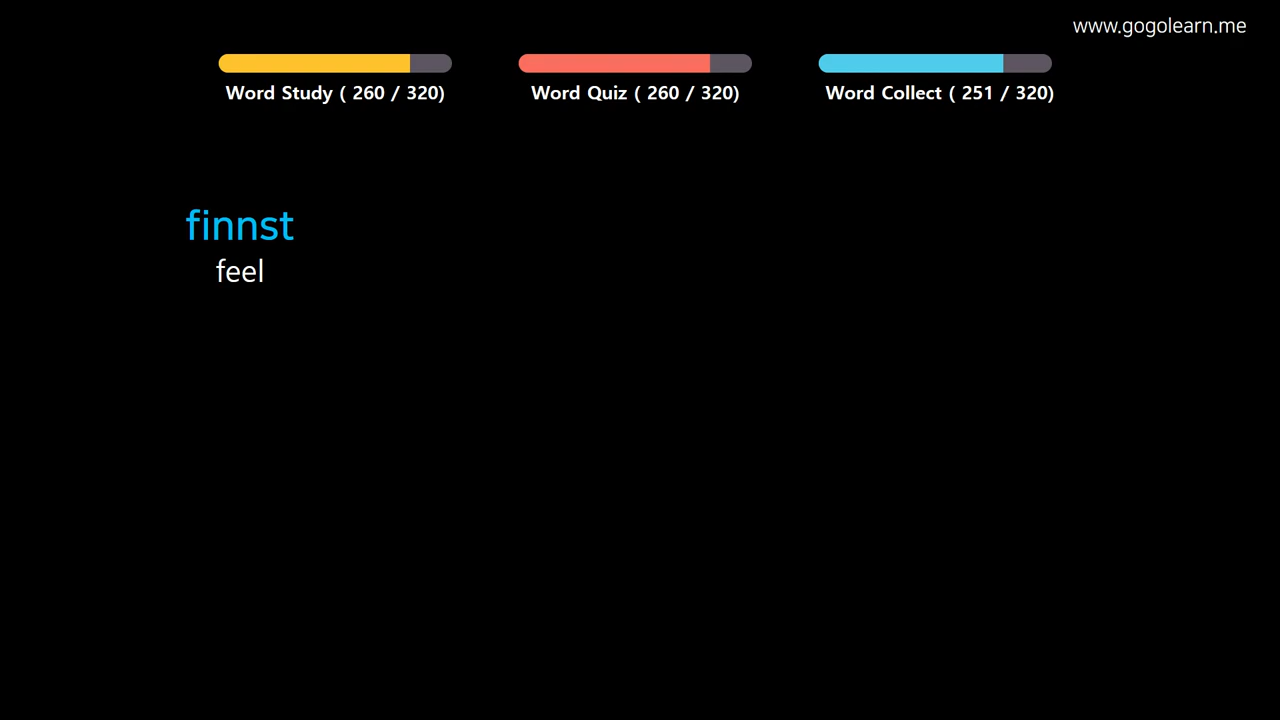 www.gogolearn.me
Word Study ( 260 / 320)
Word Quiz ( 260 / 320)
Word Collect ( 251 / 320)
finnst
feel